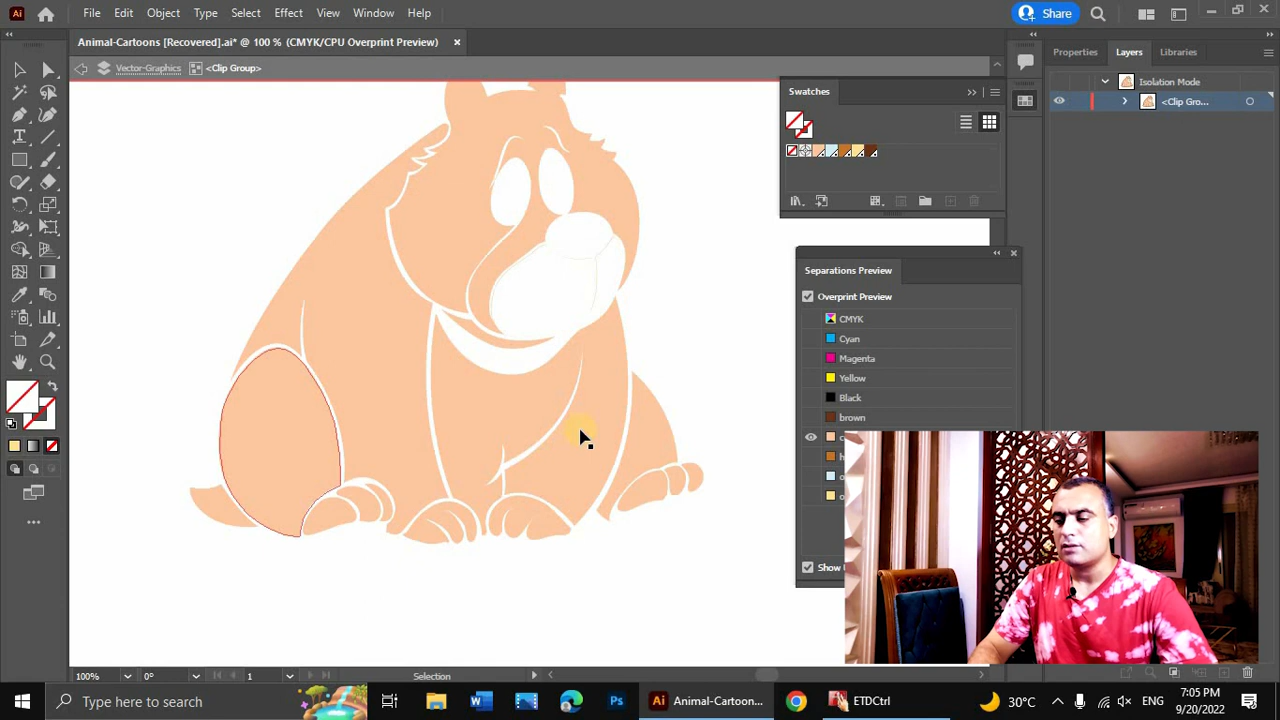 Ai File Edit Object Type Select Effect View Window Help Share
Animal-Cartoons [Recovered].ai* @ 100 % (CMYK/CPU Overprint Preview)
Vector-Graphics <Clip Group>
Properties Layers Libraries
Isolation Mode
<Clip Gro...
Swatches
Separations Preview
Overprint Preview
CMYK
Cyan
Magenta
Yellow
Black
brown
Show
100% 0° 1 Selection
Type here to search
W
Ps
Ai Animal-Cartoons...
ETDCtrl
30°C
ENG
7:05 PM
9/20/2022